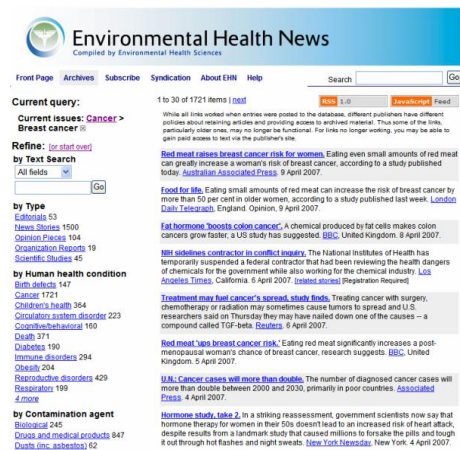 Environmental Health News
Compiled by Environmental Health Sciences
Front Page Archives Subscribe Syndication About EHN Help Search Go
Current query:
Current issues: Cancer >
Breast cancer
Refine: [or start over]
by Text Search
All fields
Go
by Type
Editorials 53
News Stories 1500
Opinion Pieces 104
Organization Reports 19
Scientific Studies 45
by Human health condition
Birth defects 147
Cancer 1721
Children's health 364
Circulatory system disorder 223
Cognitive/behavioral 160
Death 371
Diabetes 190
Immune disorders 294
Obesity 204
Reproductive disorders 429
Respiratory 199
4 more
by Contamination agent
Biological 245
Drugs and medical products 847
Dusts (inc. asbestos) 62
1 to 30 of 1721 items | next
RSS 1.0 JavaScript Feed
While all links worked when entries were posted to the database, different publishers have different
policies about retaining articles and providing access to archived material. Thus some of the links,
particularly older ones, may no longer be functional. For links no longer working, you may be able to
gain paid access to text via the publisher's site.
Red meat raises breast cancer risk for women. Eating even small amounts of red meat
can greatly increase a woman's risk of breast cancer, according to a study published
today. Australian Associated Press. 9 April 2007.
Food for life. Eating small amounts of red meat can increase the risk of breast cancer by
more than 50 per cent in older women, according to a study published last week. London
Daily Telegraph, England. Opinion, 9 April 2007.
Fat hormone 'boosts colon cancer'. A chemical produced by fat cells makes colon
cancers grow faster, a US study has suggested. BBC, United Kingdom. 8 April 2007.
NIH sidelines contractor in conflict inquiry. The National Institutes of Health has
temporarily suspended a federal contractor that had been reviewing the health dangers
of chemicals for the government while also working for the chemical industry. Los
Angeles Times, California. 6 April 2007. [related stories] [Registration Required]
Treatment may fuel cancer's spread, study finds. Treating cancer with surgery,
chemotherapy or radiation may sometimes cause tumors to spread and U.S.
researchers said on Thursday they may have nailed down one of the causes -- a
compound called TGF-beta. Reuters. 6 April 2007.
Red meat 'ups breast cancer risk.' Eating red meat significantly increases a post-
menopausal woman's chance of breast cancer, research suggests. BBC, United
Kingdom. 5 April 2007.
U.N.: Cancer cases will more than double. The number of diagnosed cancer cases will
more than double between 2000 and 2030, primarily in poor countries. Associated
Press. 4 April 2007.
Hormone study, take 2. In a striking reassessment, government scientists now say that
hormone therapy for women in their 50s doesn't lead to an increased risk of heart attack,
despite results from a landmark study that caused millions to forsake the pills and tough
it out through hot flashes and night sweats. New York Newsday, New York. 4 April 2007.